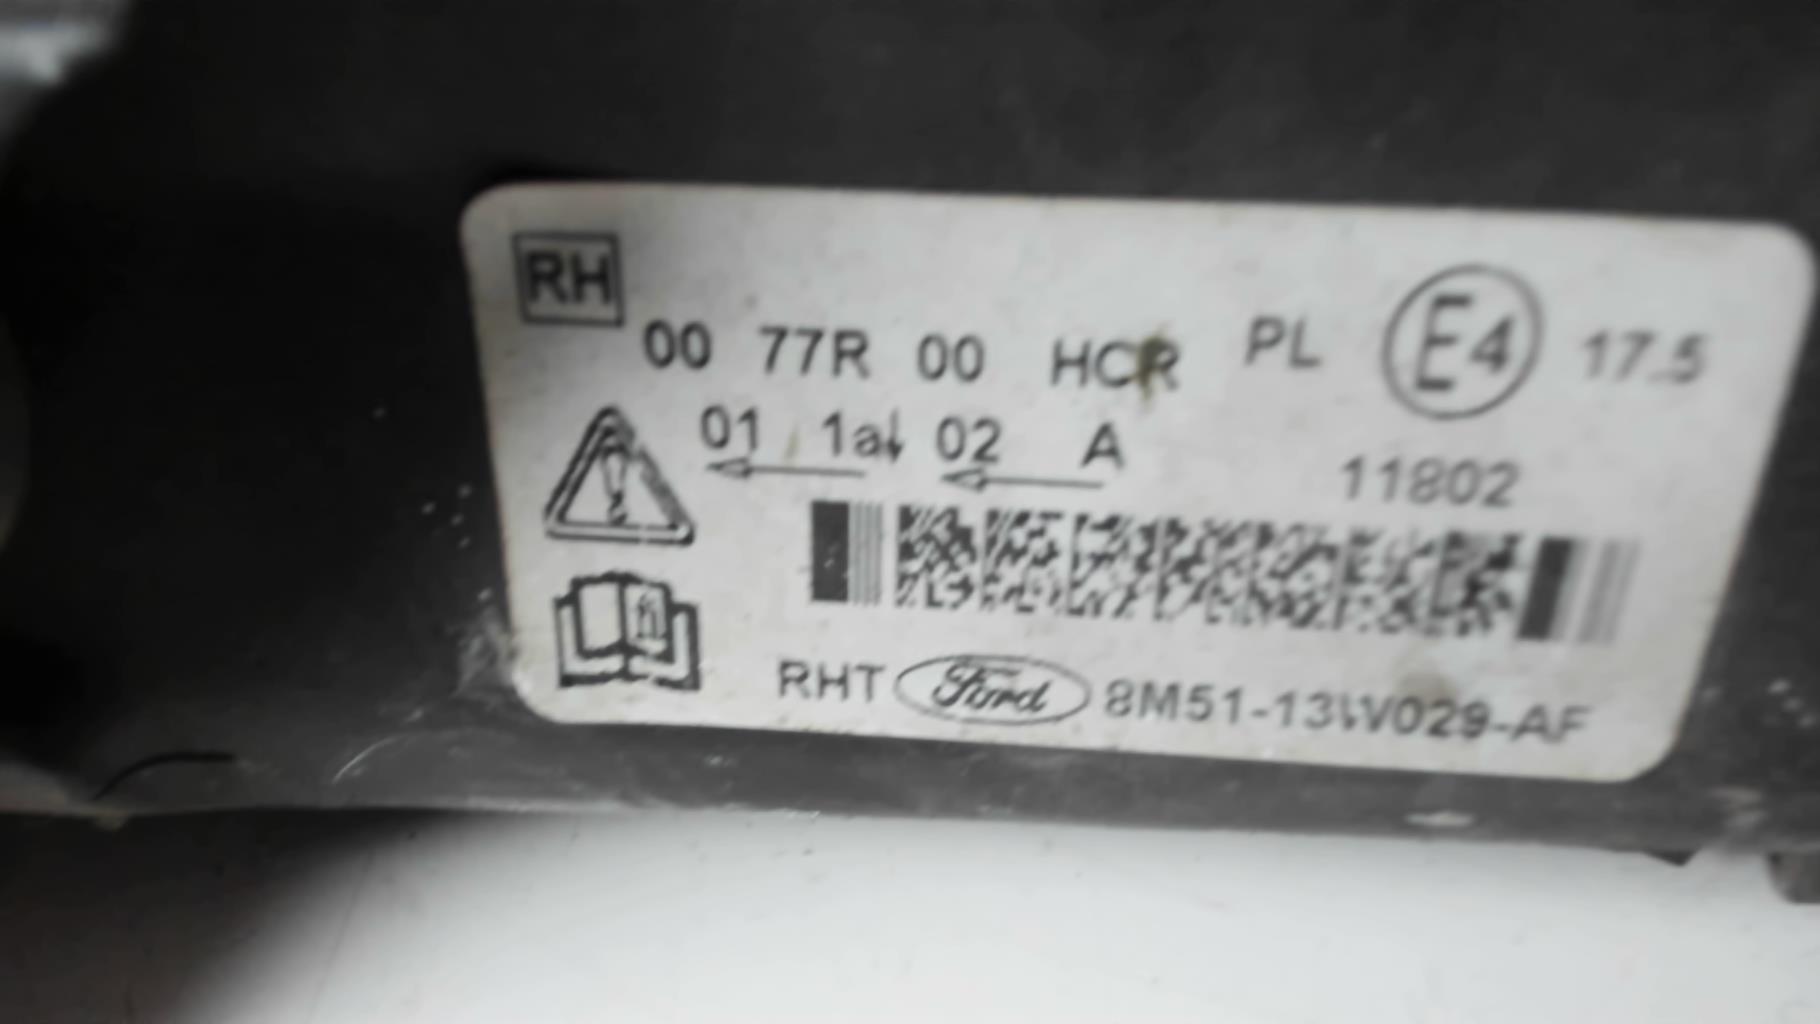 RH
00 77R 00 HCR PL E4 17.5
01 1a 02 A
11802
RHT Ford 8M51-13W029-AF